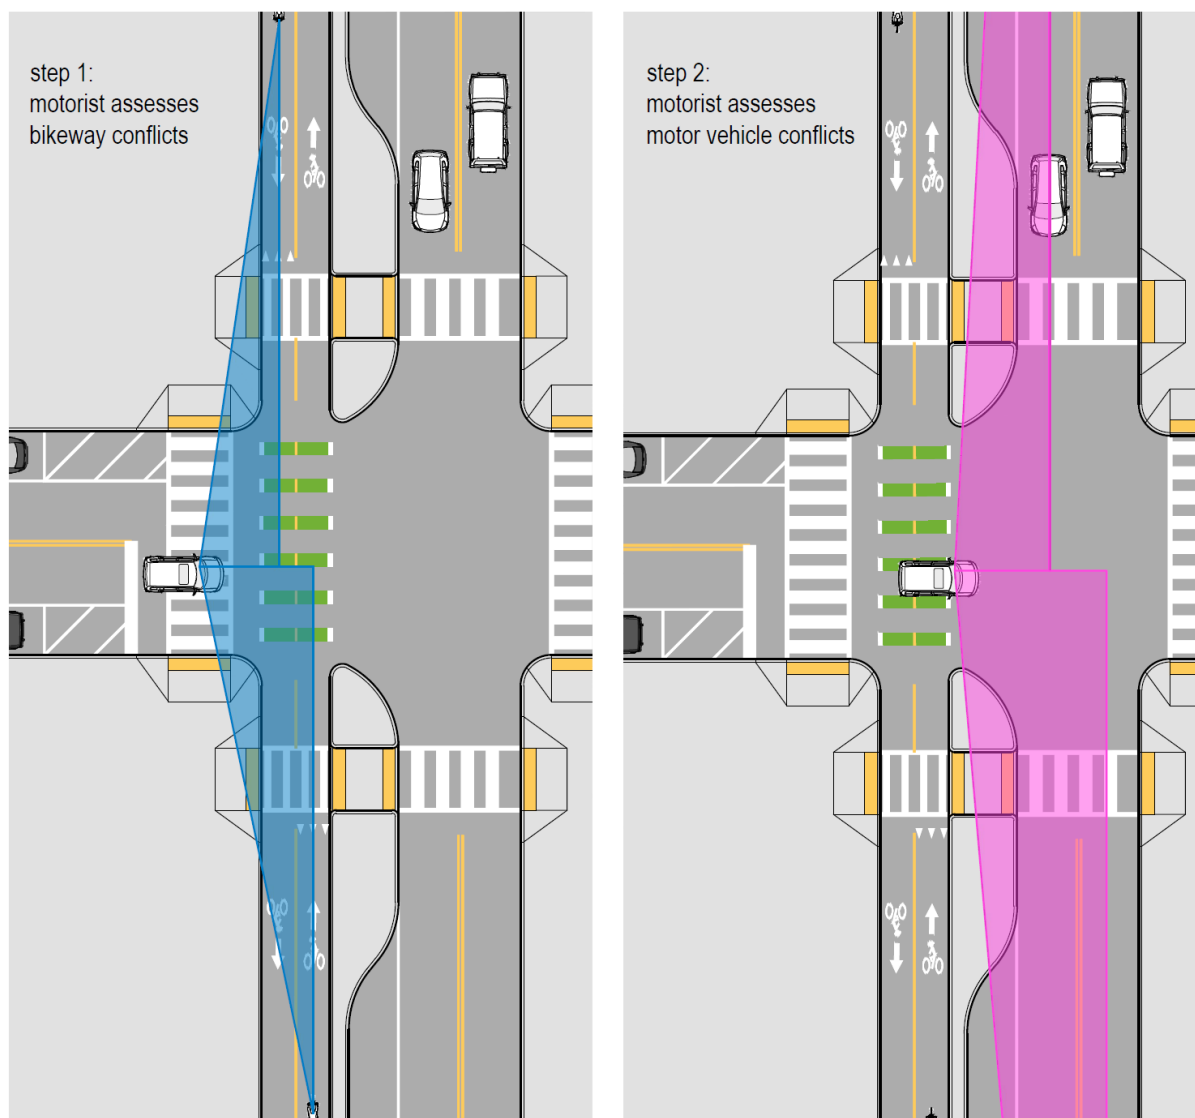 step 1:
motorist assesses
bikeway conflicts
step 2:
motorist assesses
motor vehicle conflicts